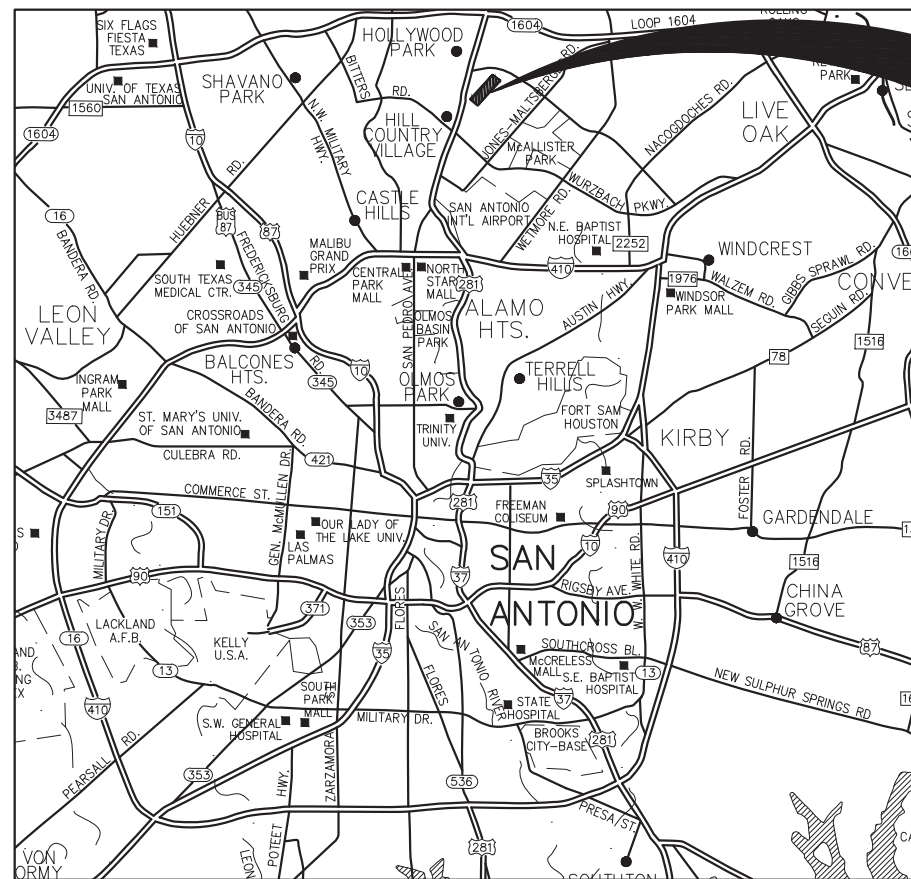 SIX FLAGS
FIESTA
TEXAS
HOLLYWOOD
PARK
1604
LOOP 1604
UNIV. OF TEXAS
SAN ANTONIO
1560
SHAVANO
PARK
BITTERS
RD.
JONES-MALTSBERGER RD.
NACOGDOCHES RD.
PARK
1604
10
N.W. MILITARY
HWY.
HILL
COUNTRY
VILLAGE
McALLISTER
PARK
LIVE
OAK
HUEBNER RD.
WURZBACH PKWY.
16
BANDERA RD.
BUS
87
87
CASTLE
HILLS
SAN ANTONIO
INT'L AIRPORT
WETMORE RD.
N.E. BAPTIST
HOSPITAL
2252
WINDCREST
SOUTH TEXAS
MEDICAL CTR.
345
FREDERICKSBURG
RD
MALIBU
GRAND
PRIX
CENTRAL
PARK
MALL
NORTH
STAR
MALL
281
410
1976
WALZEM RD.
GIBBS SPRAWL RD.
CONVE
WINDSOR
PARK MALL
SEGUIN RD.
LEON
VALLEY
CROSSROADS
OF SAN ANTONIO
SAN PEDRO AVE
OLMOS
BASIN
PARK
ALAMO
HTS.
AUSTIN HWY.
78
1516
BALCONES
HTS.
345
10
OLMOS
PARK
TERRELL
HILLS
INGRAM
PARK
MALL
3487
BANDERA RD.
ST. MARY'S UNIV.
OF SAN ANTONIO
TRINITY
UNIV.
FORT SAM
HOUSTON
KIRBY
CULEBRA RD.
421
35
SPLASHTOWN
FOSTER RD.
COMMERCE ST.
151
MILITARY DR.
GEN. McMULLEN DR.
OUR LADY OF
THE LAKE UNIV.
LAS
PALMAS
281
FREEMAN
COLISEUM
90
GARDENDALE
10
SAN
ANTONIO
410
1516
90
37
RIGSBY AVE.
W. W. WHITE RD.
CHINA
GROVE
371
353
FLORES
LACKLAND
A.F.B.
KELLY
U.S.A.
16
13
35
SAN ANTONIO RIVER
SOUTHCROSS BL.
McCRELESS
MALL
S.E. BAPTIST
HOSPITAL
13
87
NEW SULPHUR SPRINGS RD
410
SOUTH
PARK
MALL
FLORES
37
STATE
HOSPITAL
S.W. GENERAL
HOSPITAL
MILITARY DR.
BROOKS
CITY-BASE
281
PEARSALL RD.
353
ZARZAMORA ST
536
POTEET HWY.
PRESA/ST.
281
LEON
VON
ORMY
SOUTHTON